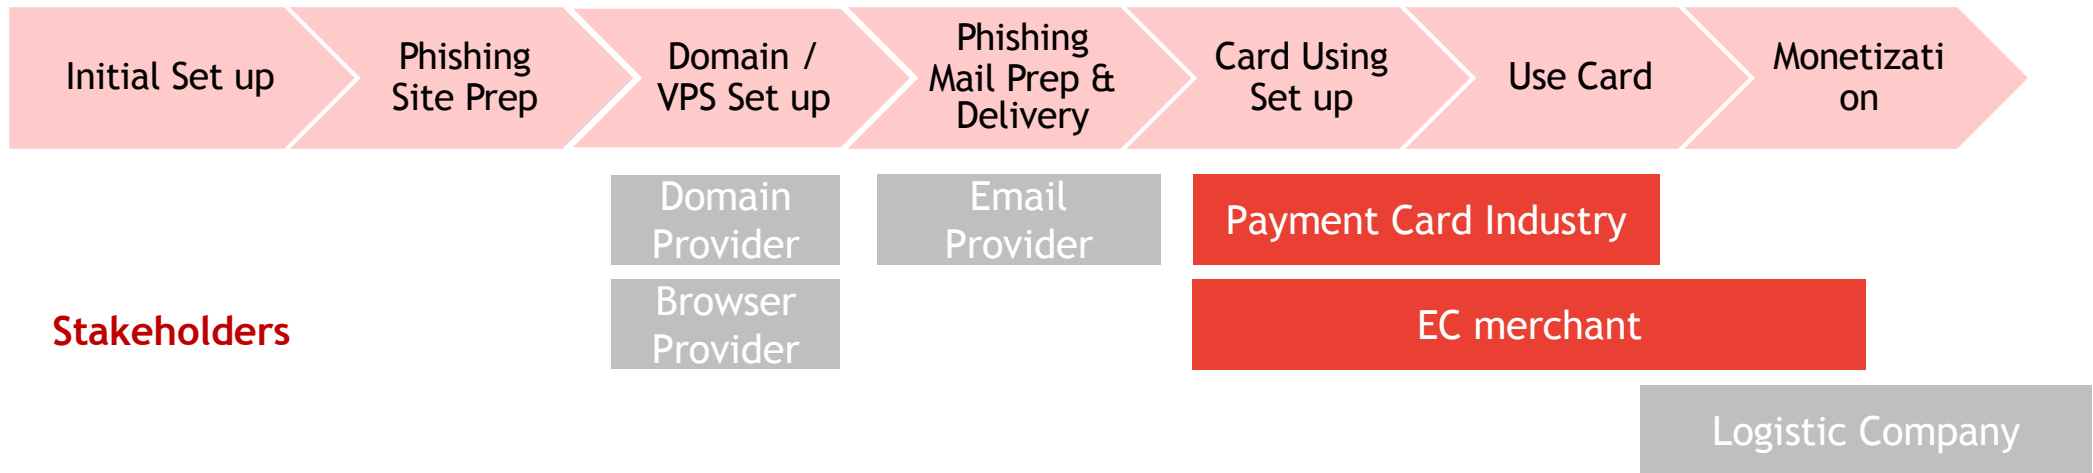 Initial Set up
Phishing
Site Prep
Domain /
VPS Set up
Phishing
Mail Prep &
Delivery
Card Using
Set up
Use Card
Monetizati
on
Domain
Provider
Email
Provider
Payment Card Industry
Stakeholders
Browser
Provider
EC merchant
Logistic Company